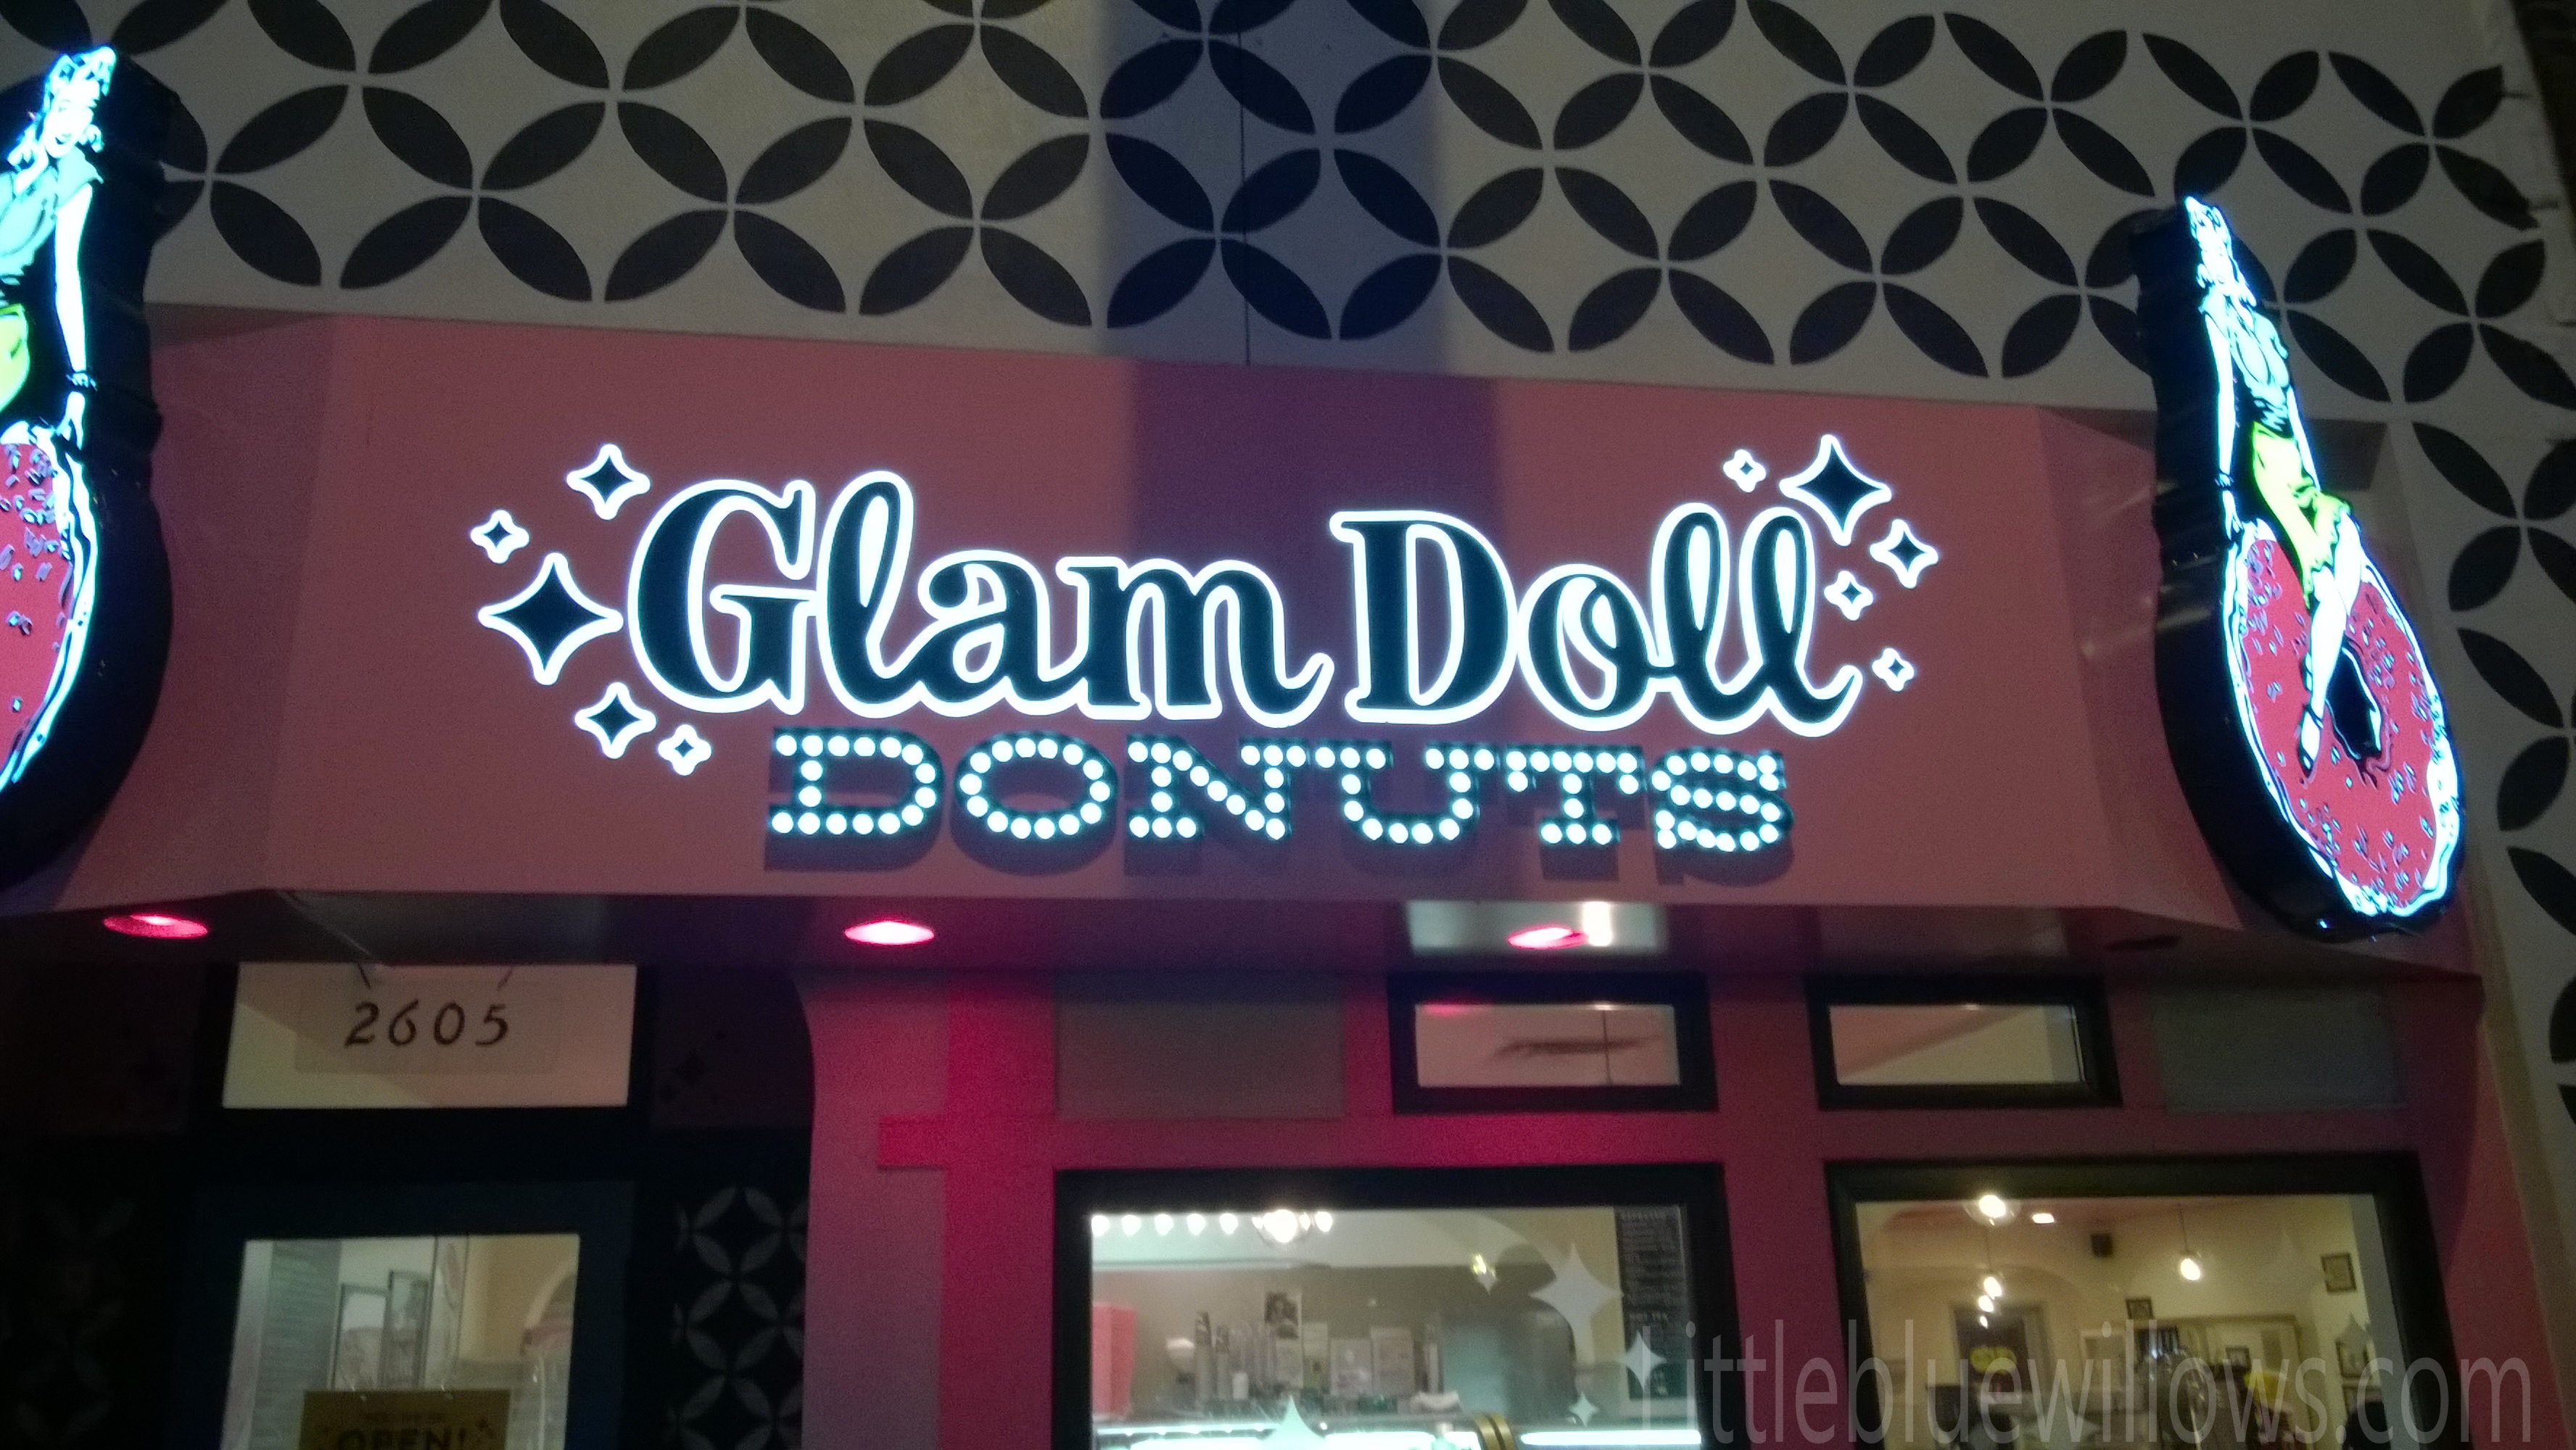 Glam Doll
DONUTS
2605
OPEN!
Littlebluewillows.com